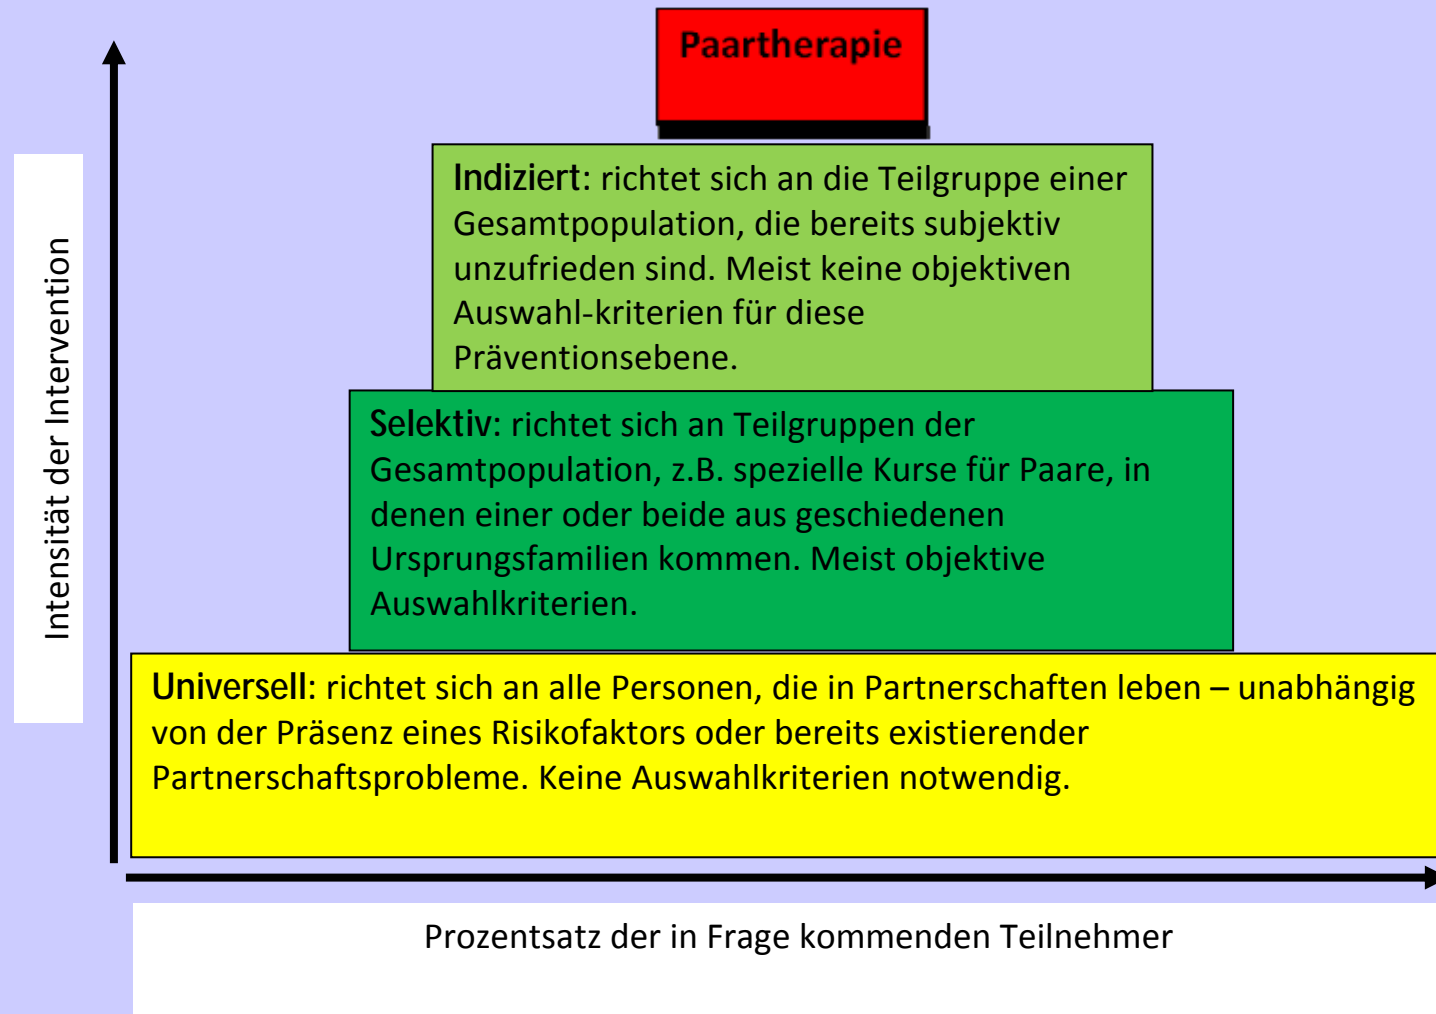 Paartherapie
Indiziert: richtet sich an die Teilgruppe einer
Gesamtpopulation, die bereits subjektiv
unzufrieden sind. Meist keine objektiven
Auswahl-kriterien für diese
Präventionsebene.
Selektiv: richtet sich an Teilgruppen der
Gesamtpopulation, z.B. spezielle Kurse für Paare, in
denen einer oder beide aus geschiedenen
Ursprungsfamilien kommen. Meist objektive
Auswahlkriterien.
Universell: richtet sich an alle Personen, die in Partnerschaften leben – unabhängig
von der Präsenz eines Risikofaktors oder bereits existierender
Partnerschaftsprobleme. Keine Auswahlkriterien notwendig.
Intensität der Intervention
Prozentsatz der in Frage kommenden Teilnehmer